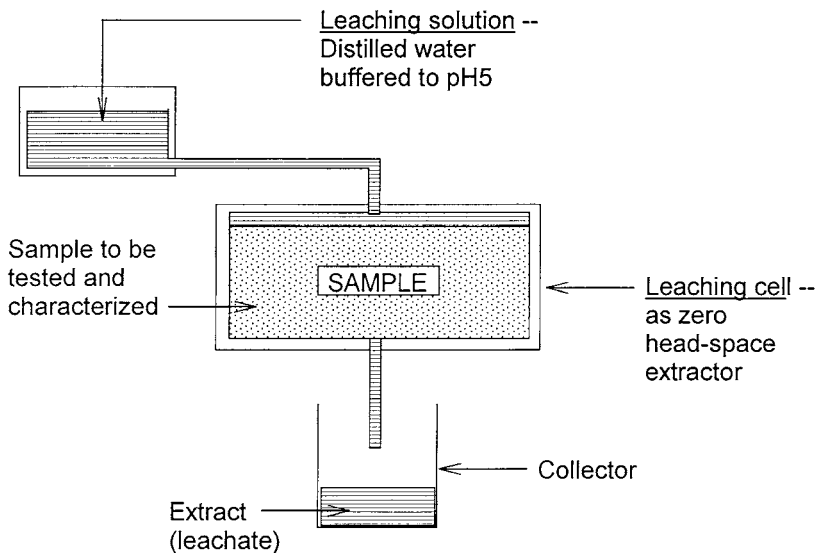 Leaching solution --
Distilled water
buffered to pH5
Sample to be
tested and
characterized
SAMPLE
Leaching cell --
as zero
head-space
extractor
Collector
Extract
(leachate)